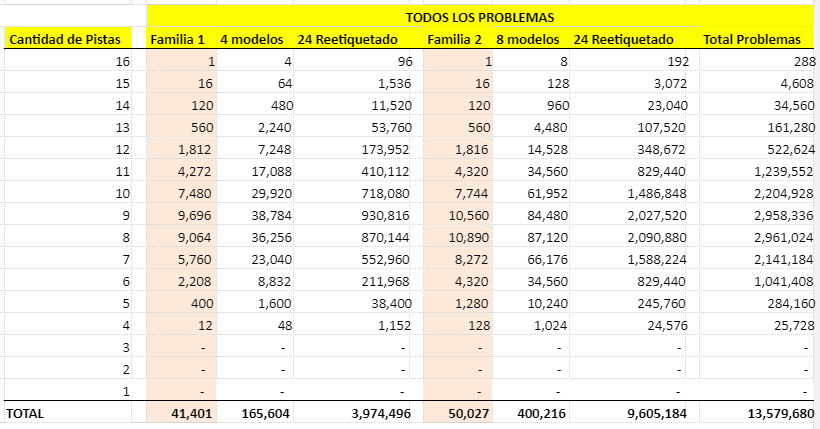 TODOS LOS PROBLEMAS
Cantidad de Pistas Familia 1 4 modelos 24 Reetiquetado Familia 2 8 modelos 24 Reetiquetado Total Problemas
16 1 4 96 1 8 192 288
15 16 64 1,536 16 128 3,072 4,608
14 120 480 11,520 120 960 23,040 34,560
13 560 2,240 53,760 560 4,480 107,520 161,280
12 1,812 7,248 173,952 1,816 14,528 348,672 522,624
11 4,272 17,088 410,112 4,320 34,560 829,440 1,239,552
10 7,480 29,920 718,080 7,744 61,952 1,486,848 2,204,928
9 9,696 38,784 930,816 10,560 84,480 2,027,520 2,958,336
8 9,064 36,256 870,144 10,890 87,120 2,090,880 2,961,024
7 5,760 23,040 552,960 8,272 66,176 1,588,224 2,141,184
6 2,208 8,832 211,968 4,320 34,560 829,440 1,041,408
5 400 1,600 38,400 1,280 10,240 245,760 284,160
4 12 48 1,152 128 1,024 24,576 25,728
3 - - - - - - -
2 - - - - - - -
1 - - - - - - -
TOTAL 41,401 165,604 3,974,496 50,027 400,216 9,605,184 13,579,680